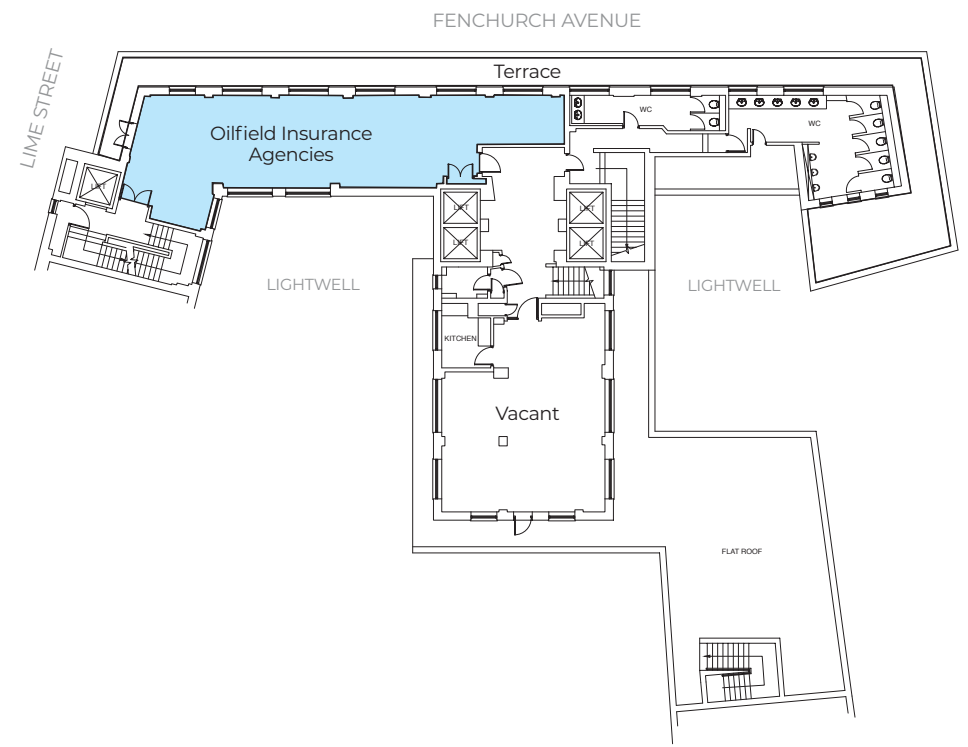 FENCHURCH AVENUE
LIME STREET
Terrace
Oilfield Insurance
Agencies
WC
WC
LIFT
LIFT
LIFT
LIFT
LIFT
LIGHTWELL
LIGHTWELL
KITCHEN
Vacant
FLAT ROOF